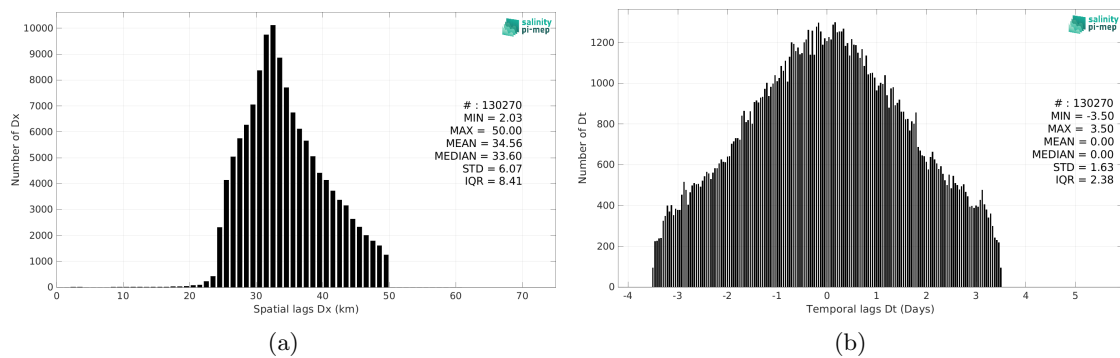 salinity
pi-mep
10000
9000
8000
7000
6000
5000
4000
3000
2000
1000
0
Number of Dx
# : 130270
MIN = 2.03
MAX = 50.00
MEAN = 34.56
MEDIAN = 33.60
STD = 6.07
IQR = 8.41
0 10 20 30 40 50 60 70
Spatial lags Dx (km)
(a)
salinity
pi-mep
1200
1000
800
600
400
200
0
Number of Dt
# : 130270
MIN = -3.50
MAX = 3.50
MEAN = 0.00
MEDIAN = 0.00
STD = 1.63
IQR = 2.38
-4 -3 -2 -1 0 1 2 3 4 5
Temporal lags Dt (Days)
(b)